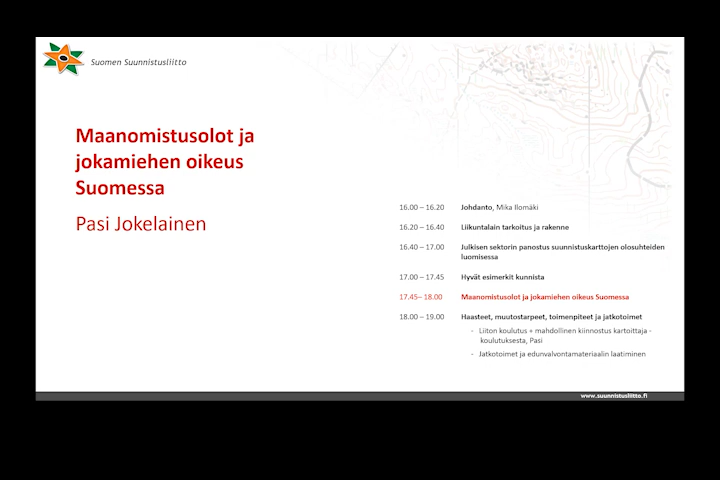 Suomen Suunnistusliitto
Maanomistusolot ja
jokamiehen oikeus
Suomessa
Pasi Jokelainen
16.00 – 16.20 Johdanto, Mika Ilomäki
16.20 – 16.40 Liikuntalain tarkoitus ja rakenne
16.40 – 17.00 Julkisen sektorin panostus suunnistuskarttojen olosuhteiden
luomisessa
17.00 – 17.45 Hyvät esimerkit kunnista
17.45– 18.00 Maanomistusolot ja jokamiehen oikeus Suomessa
18.00 – 19.00 Haasteet, muutostarpeet, toimenpiteet ja jatkotoimet
- Liiton koulutus + mahdollinen kiinnostus kartoittaja -
koulutuksesta, Pasi
- Jatkotoimet ja edunvalvontamateriaalin laatiminen
www.suunnistusliitto.fi